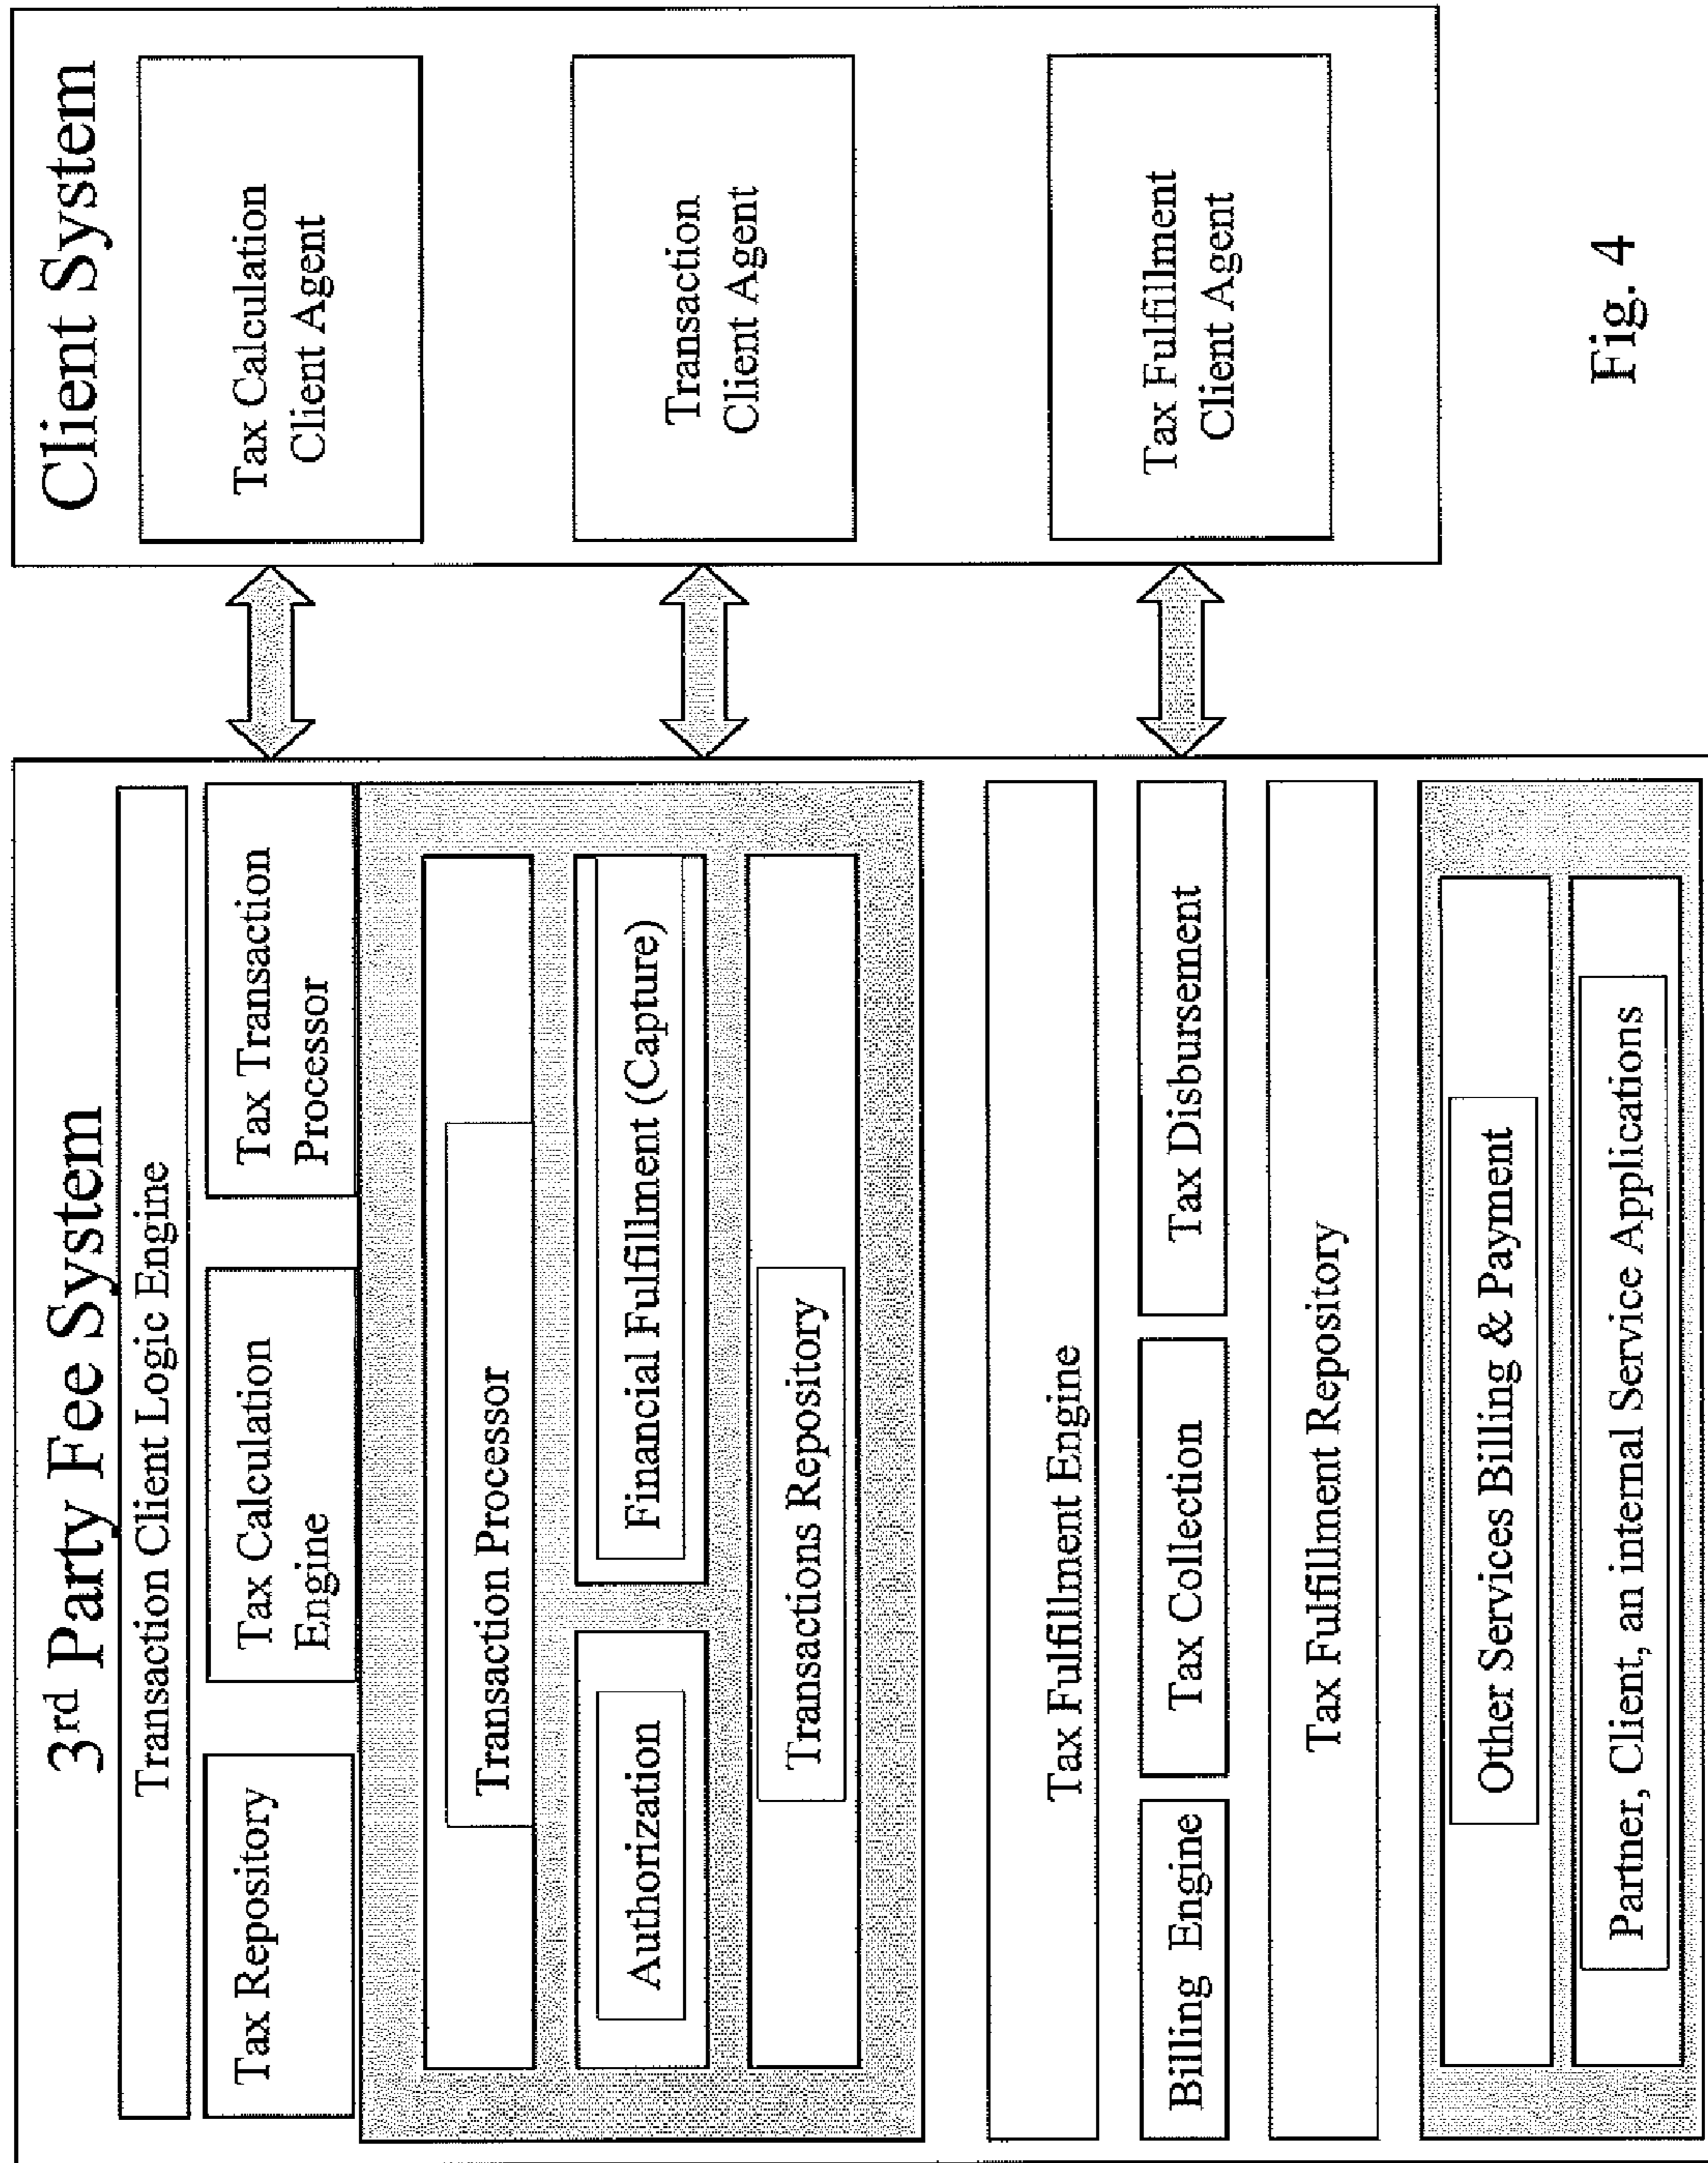 3rd Party Fee System
Transaction Client Logic Engine
Tax Repository
Tax Calculation
Engine
Tax Transaction
Processor
Transaction Processor
Authorization
Financial Fulfillment (Capture)
Transactions Repository
Tax Fulfillment Engine
Billing Engine
Tax Collection
Tax Disbursement
Tax Fulfillment Repository
Other Services Billing & Payment
Partner, Client, an internal Service Applications
Client System
Tax Calculation
Client Agent
Transaction
Client Agent
Tax Fulfillment
Client Agent
Fig. 4